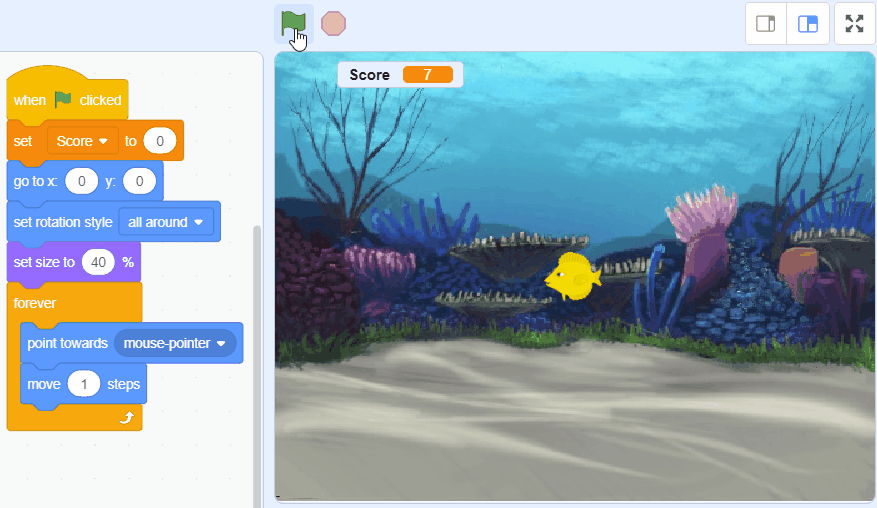 Score 7
when clicked
set Score to 0
go to x: 0 y: 0
set rotation style all around
set size to 40 %
forever
point towards mouse-pointer
move 1 steps